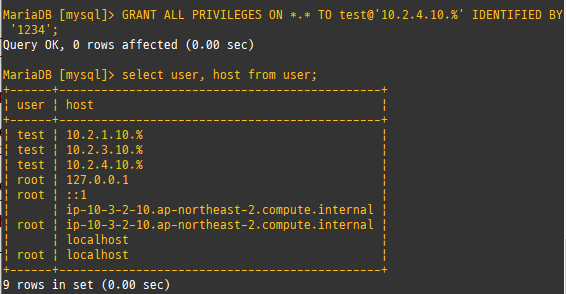 MariaDB [mysql]> GRANT ALL PRIVILEGES ON *.* TO test@'10.2.4.10.%' IDENTIFIED BY
 '1234';
Query OK, 0 rows affected (0.00 sec)

MariaDB [mysql]> select user, host from user;
+------+--------------------------------------------+
| user | host                                       |
+------+--------------------------------------------+
| test | 10.2.1.10.%                                |
| test | 10.2.3.10.%                                |
| test | 10.2.4.10.%                                |
| root | 127.0.0.1                                  |
| root | ::1                                        |
|      | ip-10-3-2-10.ap-northeast-2.compute.internal |
| root | ip-10-3-2-10.ap-northeast-2.compute.internal |
|      | localhost                                  |
| root | localhost                                  |
+------+--------------------------------------------+
9 rows in set (0.00 sec)